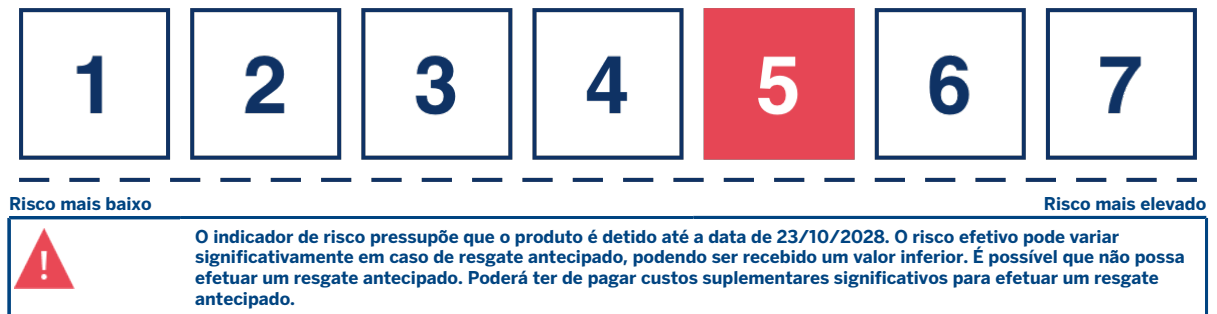 1 2 3 4 5 6 7
Risco mais baixo Risco mais elevado
! O indicador de risco pressupõe que o produto é detido até a data de 23/10/2028. O risco efetivo pode variar
significativamente em caso de resgate antecipado, podendo ser recebido um valor inferior. É possível que não possa
efetuar um resgate antecipado. Poderá ter de pagar custos suplementares significativos para efetuar um resgate
antecipado.